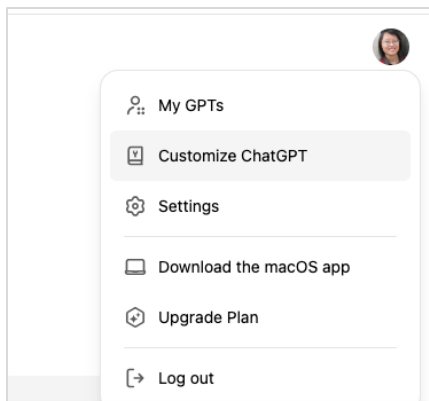 My GPTs
Customize ChatGPT
Settings
Download the macOS app
Upgrade Plan
Log out